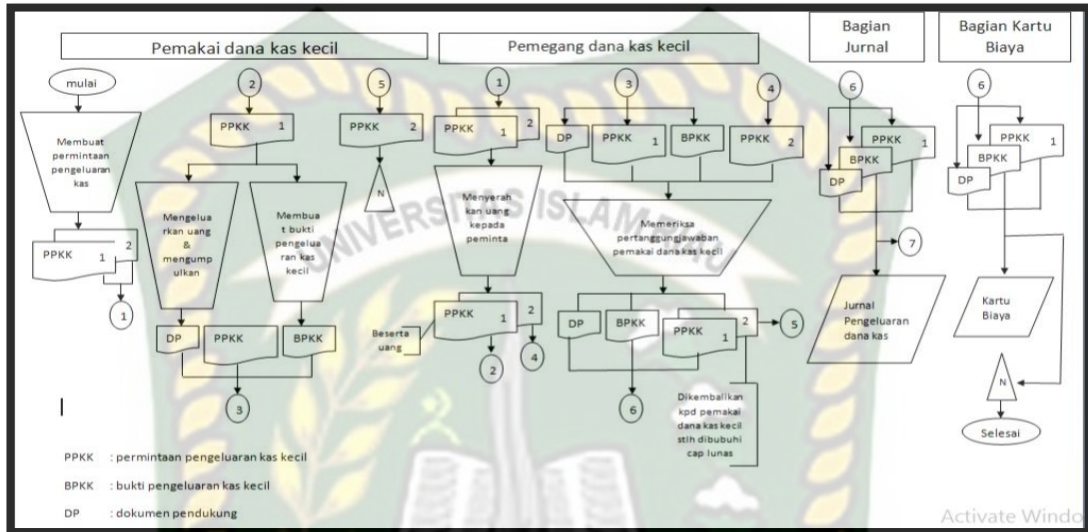 Pemakai dana kas kecil
Pemegang dana kas kecil
Bagian
Jurnal
Bagian Kartu
Biaya
mulai
Membuat
permintaan
pengeluaran
kas
PPKK 1
2
1
2
PPKK 1
Mengelua
rkan uang
&
mengump
ulkan
Membua
t bukti
pengelua
ran kas
kecil
DP
PPKK
BPKK
3
5
PPKK 2
N
1
PPKK 1
2
Menyerah
kan uang
kepada
peminta
PPKK 1
2
Beserta
uang
2
4
3
DP
PPKK 1
BPKK
4
PPKK 2
Memeriksa
pertanggungjawaban
pemakai dana kas kecil
DP
BPKK
PPKK 1
2
5
6
Dikembalikan
kpd pemakai
dana kas kecil
stlh dibubuhi
cap lunas
6
PPKK 1
BPKK
DP
7
Jurnal
Pengeluaran
dana kas
6
PPKK 1
BPKK
DP
Kartu
Biaya
N
Selesai
UNIVERSITAS ISLAM RIAU
PPKK : permintaan pengeluaran kas kecil
BPKK : bukti pengeluaran kas kecil
DP : dokumen pendukung
Activate Windo